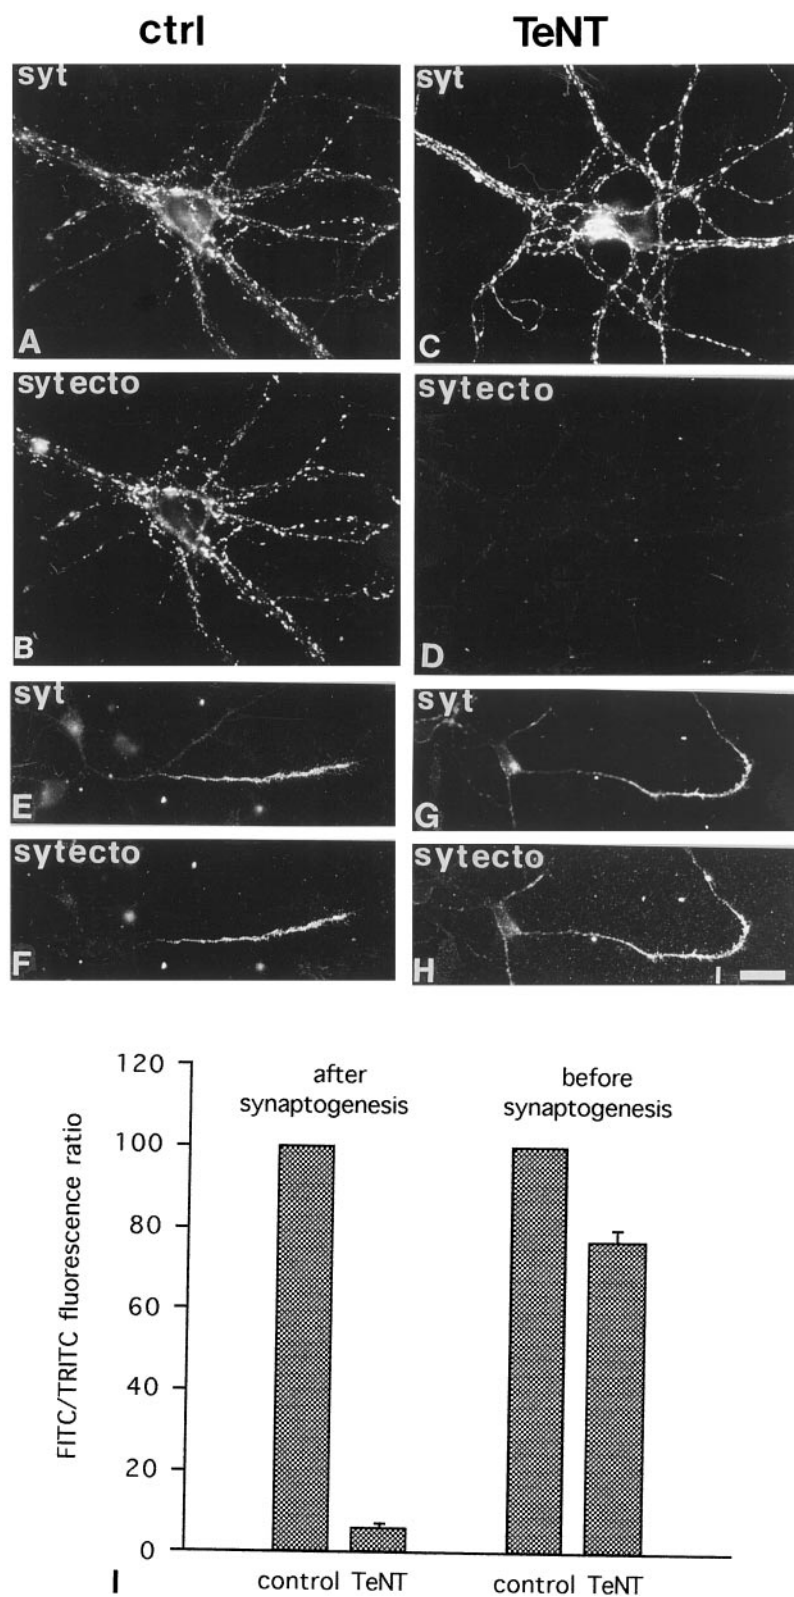 ctrl TeNT
syt syt
A C
sytecto sytecto
B D
syt syt
E G
sytecto sytecto
F H I
120
100
80
60
40
20
0
FITC/TRITC fluorescence ratio
after
synaptogenesis
before
synaptogenesis
control TeNT control TeNT
I